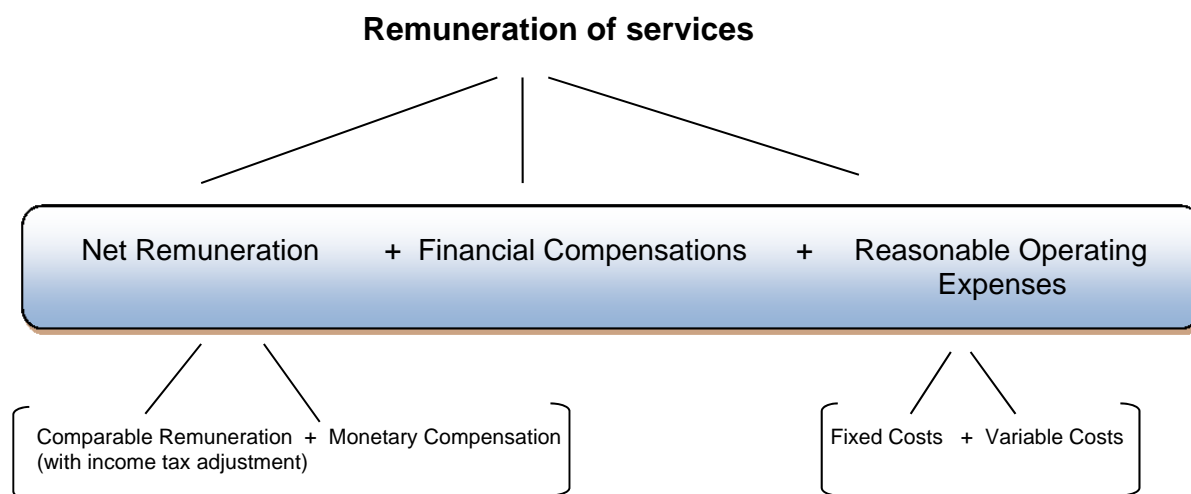 Remuneration of services
Net Remuneration + Financial Compensations + Reasonable Operating
Expenses
Comparable Remuneration + Monetary Compensation
(with income tax adjustment)
Fixed Costs + Variable Costs